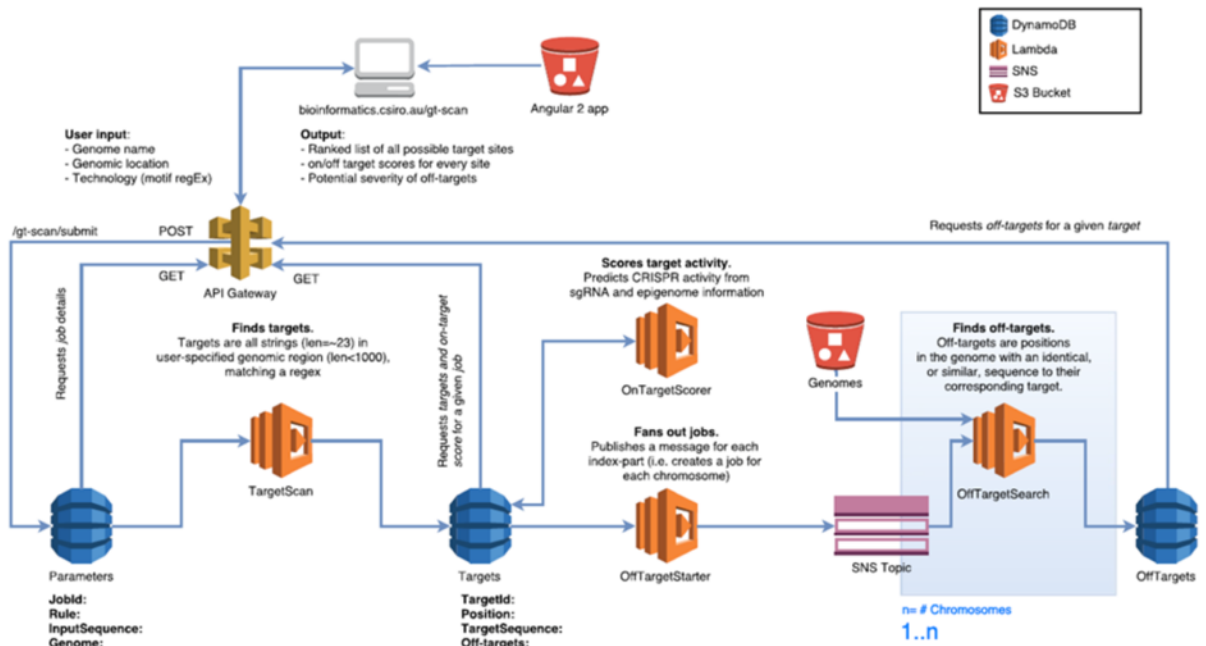 DynamoDB
Lambda
SNS
S3 Bucket
bioinformatics.csiro.au/gt-scan
Angular 2 app
User input:
- Genome name
- Genomic location
- Technology (motif regEx)
Output:
- Ranked list of all possible target sites
- on/off target scores for every site
- Potential severity of off-targets
/gt-scan/submit
POST
GET
GET
API Gateway
Requests off-targets for a given target
Requests job details
Finds targets.
Targets are all strings (len=~23) in
user-specified genomic region (len<1000),
matching a regex
TargetScan
Requests targets and on-target
score for a given job
Scores target activity.
Predicts CRISPR activity from
sgRNA and epigenome information
OnTargetScorer
Fans out jobs.
Publishes a message for each
index-part (i.e. creates a job for
each chromosome)
OffTargetStarter
Genomes
Finds off-targets.
Off-targets are positions
in the genome with an identical,
or similar, sequence to their
corresponding target.
OffTargetSearch
SNS Topic
OffTargets
n= # Chromosomes
1..n
Parameters
JobId:
Rule:
InputSequence:
Genome:
Targets
TargetId:
Position:
TargetSequence:
Off-targets: